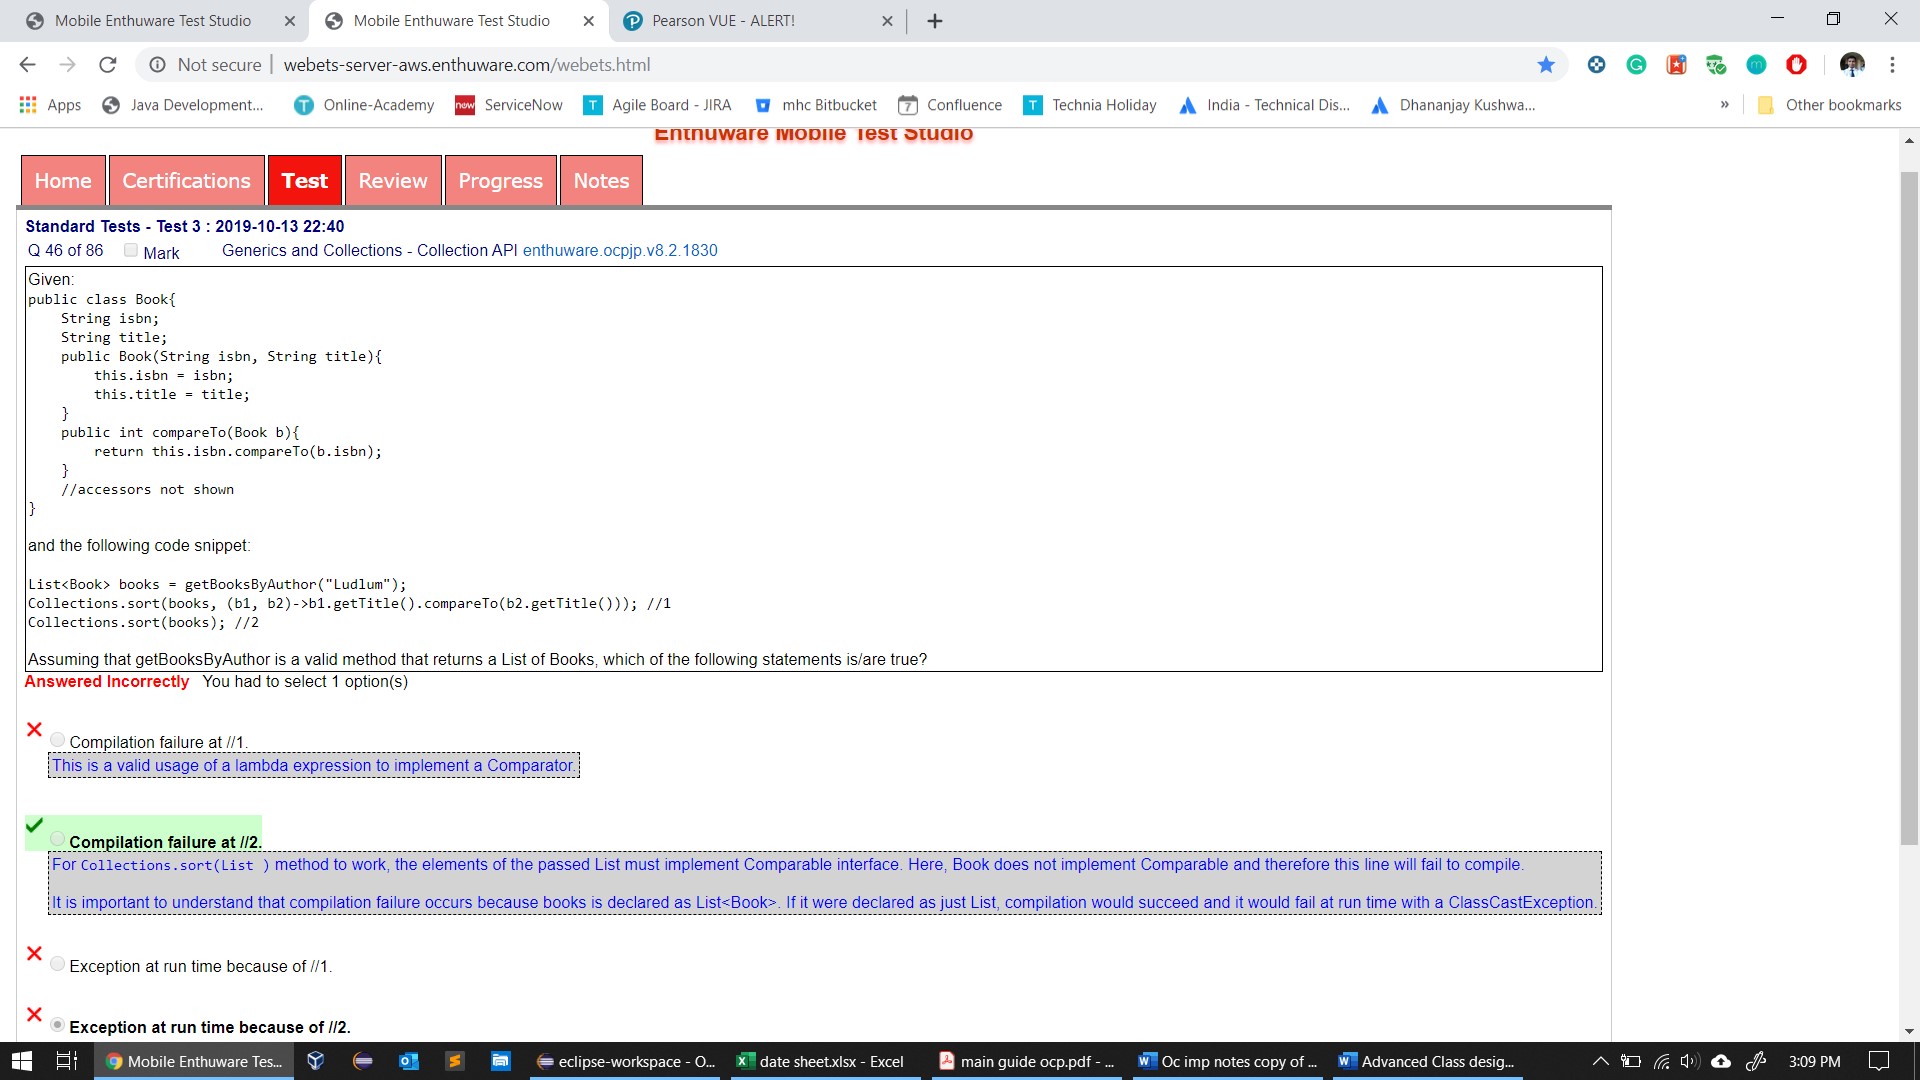 Mobile Enthuware Test Studio
Mobile Enthuware Test Studio
Pearson VUE - ALERT!
Not secure | webets-server-aws.enthuware.com/webets.html
Apps
Java Development...
Online-Academy
now ServiceNow
Agile Board - JIRA
mhc Bitbucket
7 Confluence
Technia Holiday
India - Technical Dis...
Dhananjay Kushwa...
»
Other bookmarks
Enthuware Mobile Test Studio
Home
Certifications
Test
Review
Progress
Notes
Standard Tests - Test 3 : 2019-10-13 22:40
Q 46 of 86 Mark Generics and Collections - Collection API enthuware.ocpjp.v8.2.1830
Given:
public class Book{
String isbn;
String title;
public Book(String isbn, String title){
this.isbn = isbn;
this.title = title;
}
public int compareTo(Book b){
return this.isbn.compareTo(b.isbn);
}
//accessors not shown
}
and the following code snippet:
List<Book> books = getBooksByAuthor("Ludlum");
Collections.sort(books, (b1, b2)->b1.getTitle().compareTo(b2.getTitle())); //1
Collections.sort(books); //2
Assuming that getBooksByAuthor is a valid method that returns a List of Books, which of the following statements is/are true?
Answered Incorrectly You had to select 1 option(s)
Compilation failure at //1.
This is a valid usage of a lambda expression to implement a Comparator.
Compilation failure at //2.
For Collections.sort(List ) method to work, the elements of the passed List must implement Comparable interface. Here, Book does not implement Comparable and therefore this line will fail to compile.
It is important to understand that compilation failure occurs because books is declared as List<Book>. If it were declared as just List, compilation would succeed and it would fail at run time with a ClassCastException.
Exception at run time because of //1.
Exception at run time because of //2.
Mobile Enthuware Tes...
eclipse-workspace - O...
date sheet.xlsx - Excel
main guide ocp.pdf - ...
Oc imp notes copy of ...
Advanced Class desig...
3:09 PM